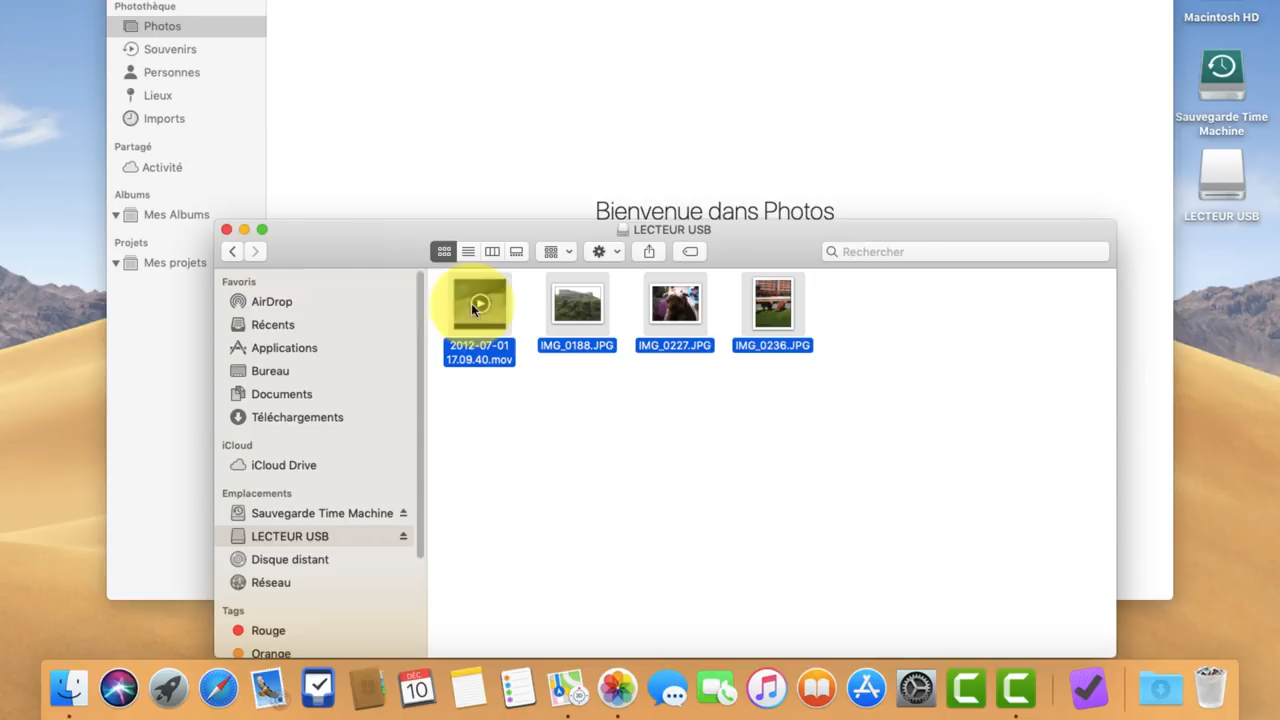 Photothèque
Photos
Souvenirs
Personnes
Lieux
Imports
Partagé
Activité
Albums
Mes Albums
Projets
Mes projets
Bienvenue dans Photos
Macintosh HD
Sauvegarde Time
Machine
LECTEUR USB
LECTEUR USB
Rechercher
Favoris
AirDrop
Récents
Applications
Bureau
Documents
Téléchargements
iCloud
iCloud Drive
Emplacements
Sauvegarde Time Machine
LECTEUR USB
Disque distant
Réseau
Tags
Rouge
Orange
2012-07-01
17.09.40.mov
IMG_0188.JPG
IMG_0227.JPG
IMG_0236.JPG
DÉC
10